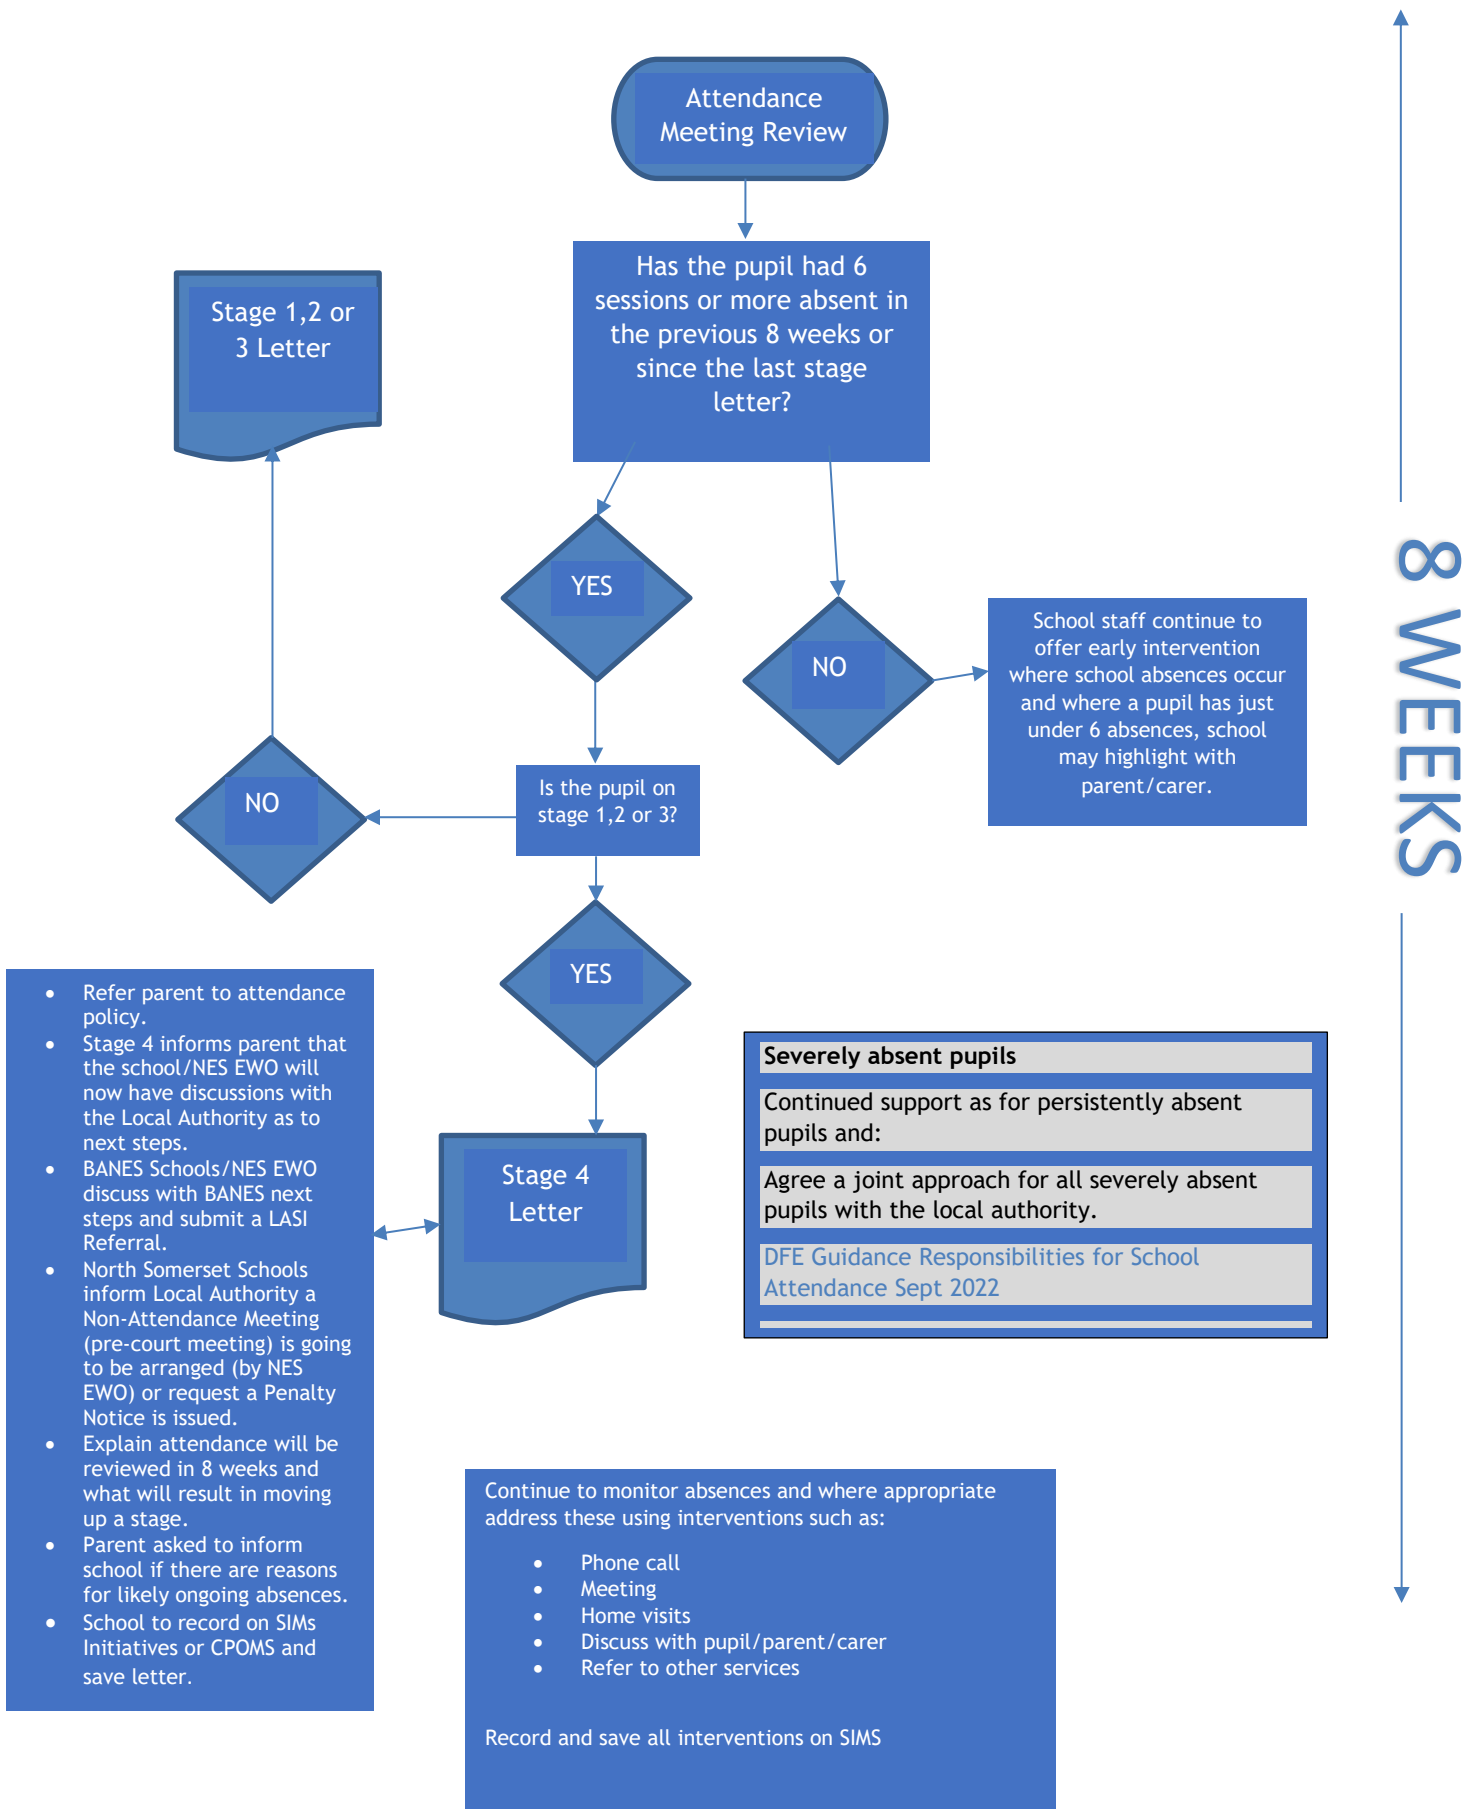 Attendance
Meeting Review
Has the pupil had 6
sessions or more absent in
the previous 8 weeks or
since the last stage
letter?
Stage 1,2 or
3 Letter
YES
NO
School staff continue to
offer early intervention
where school absences occur
and where a pupil has just
under 6 absences, school
may highlight with
parent/carer.
8 WEEKS
Is the pupil on
stage 1,2 or 3?
NO
YES
Stage 4
Letter
• Refer parent to attendance
policy.
• Stage 4 informs parent that
the school/NES EWO will
now have discussions with
the Local Authority as to
next steps.
• BANES Schools/NES EWO
discuss with BANES next
steps and submit a LASI
Referral.
• North Somerset Schools
inform Local Authority a
Non-Attendance Meeting
(pre-court meeting) is going
to be arranged (by NES
EWO) or request a Penalty
Notice is issued.
• Explain attendance will be
reviewed in 8 weeks and
what will result in moving
up a stage.
• Parent asked to inform
school if there are reasons
for likely ongoing absences.
• School to record on SIMs
Initiatives or CPOMS and
save letter.
Severely absent pupils
Continued support as for persistently absent
pupils and:
Agree a joint approach for all severely absent
pupils with the local authority.
DFE Guidance Responsibilities for School
Attendance Sept 2022
Continue to monitor absences and where appropriate
address these using interventions such as:
• Phone call
• Meeting
• Home visits
• Discuss with pupil/parent/carer
• Refer to other services
Record and save all interventions on SIMS